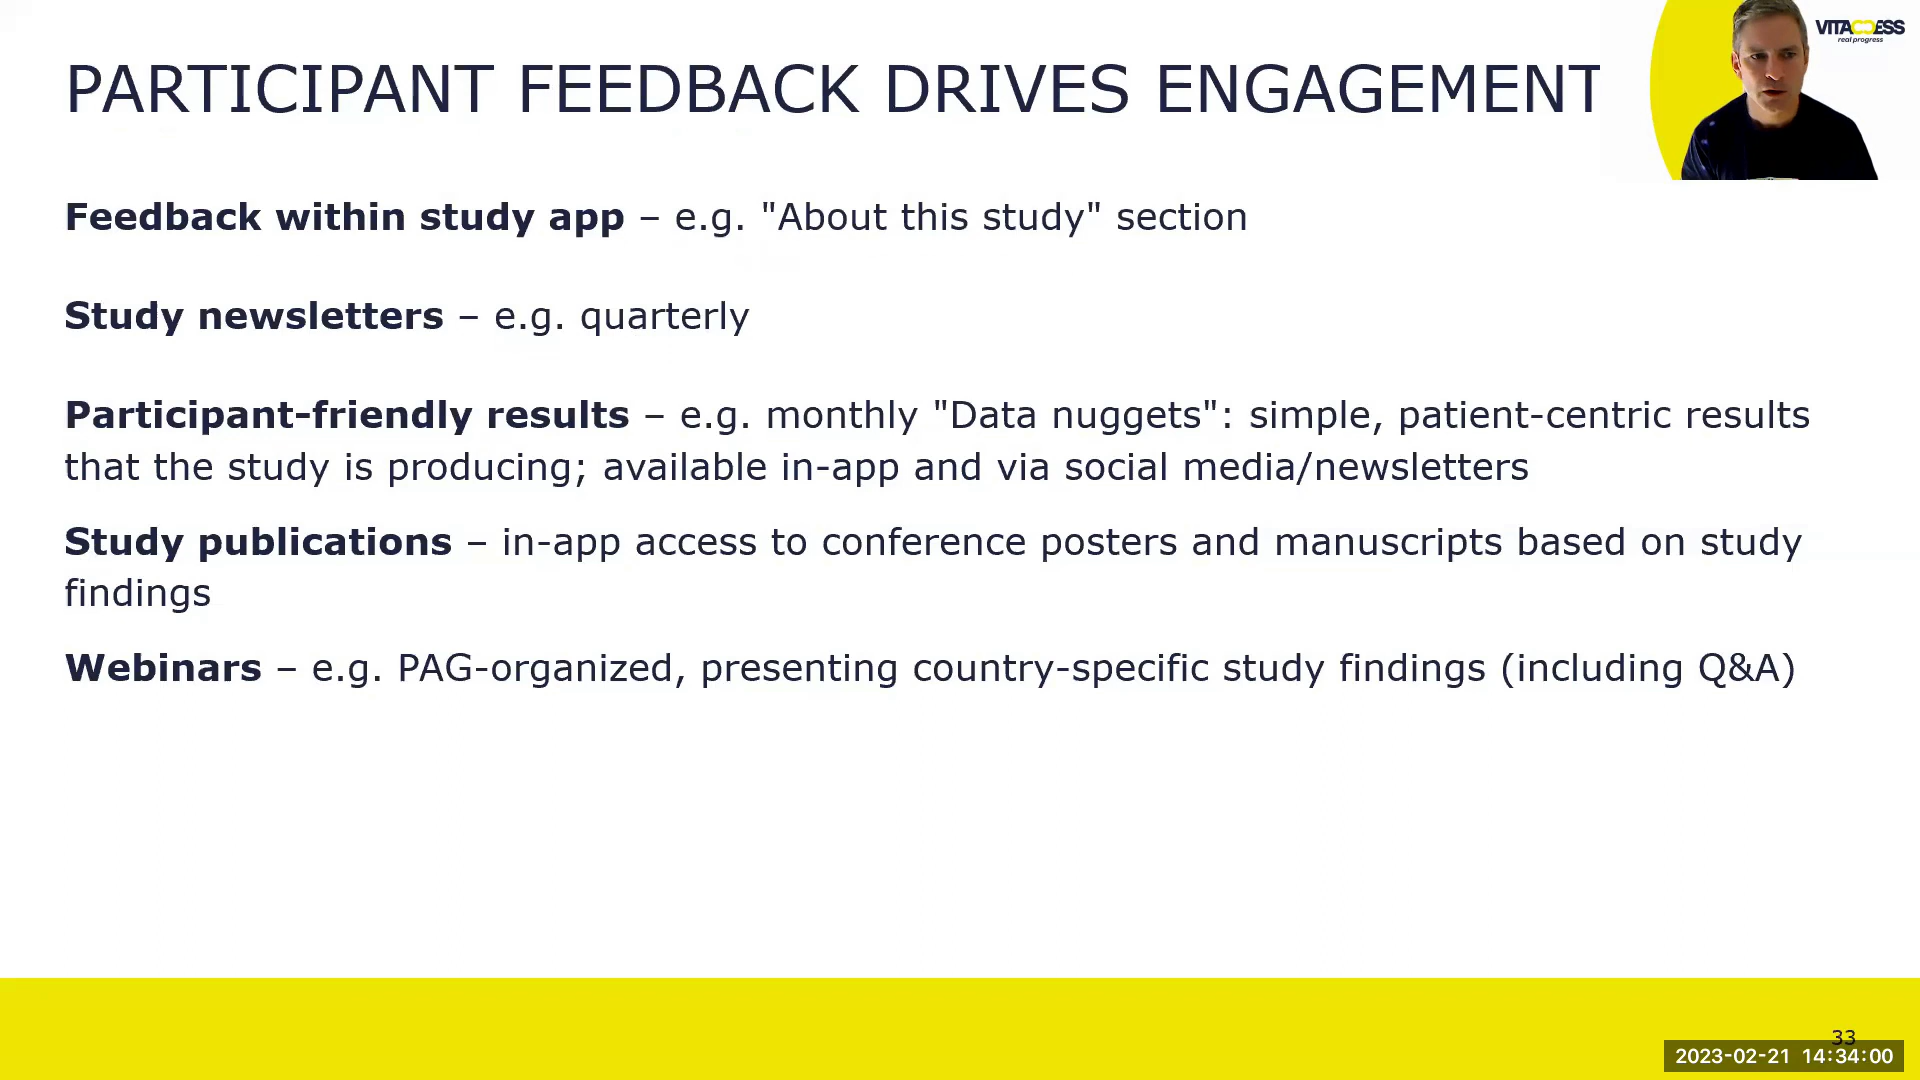 VITACCESS
real progress
PARTICIPANT FEEDBACK DRIVES ENGAGEMENT
Feedback within study app – e.g. "About this study" section
Study newsletters – e.g. quarterly
Participant-friendly results – e.g. monthly "Data nuggets": simple, patient-centric results
that the study is producing; available in-app and via social media/newsletters
Study publications – in-app access to conference posters and manuscripts based on study
findings
Webinars – e.g. PAG-organized, presenting country-specific study findings (including Q&A)
33
2023-02-21 14:34:00